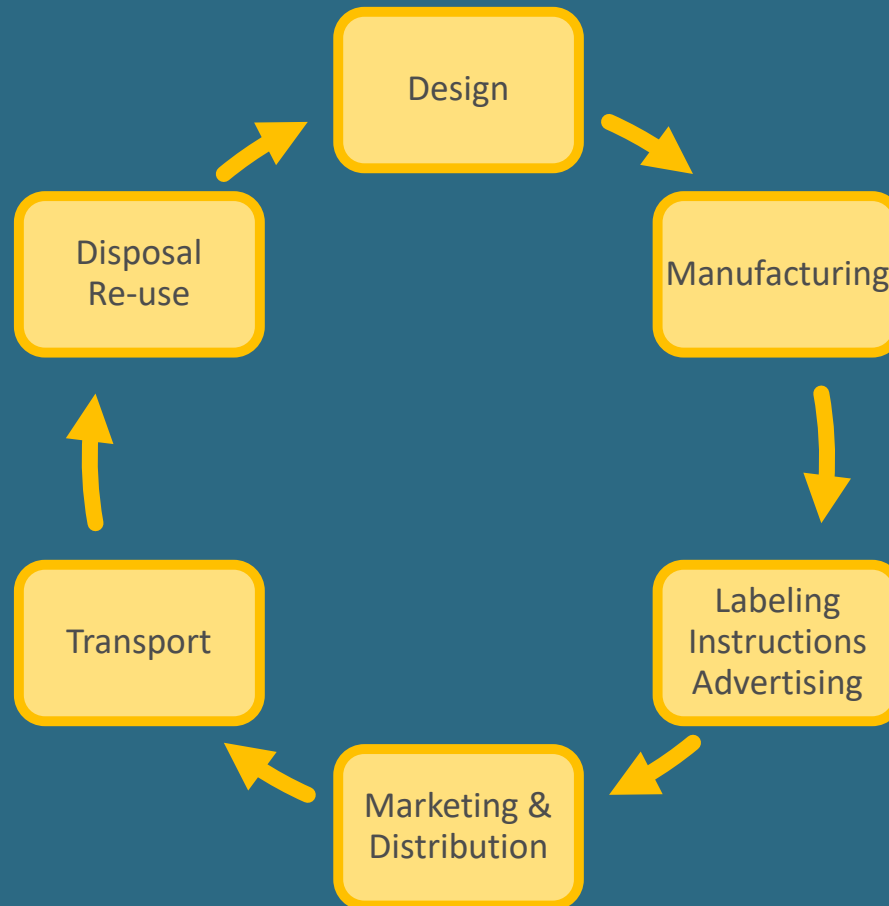 Design
Manufacturing
Labeling
Instructions
Advertising
Marketing &
Distribution
Transport
Disposal
Re-use